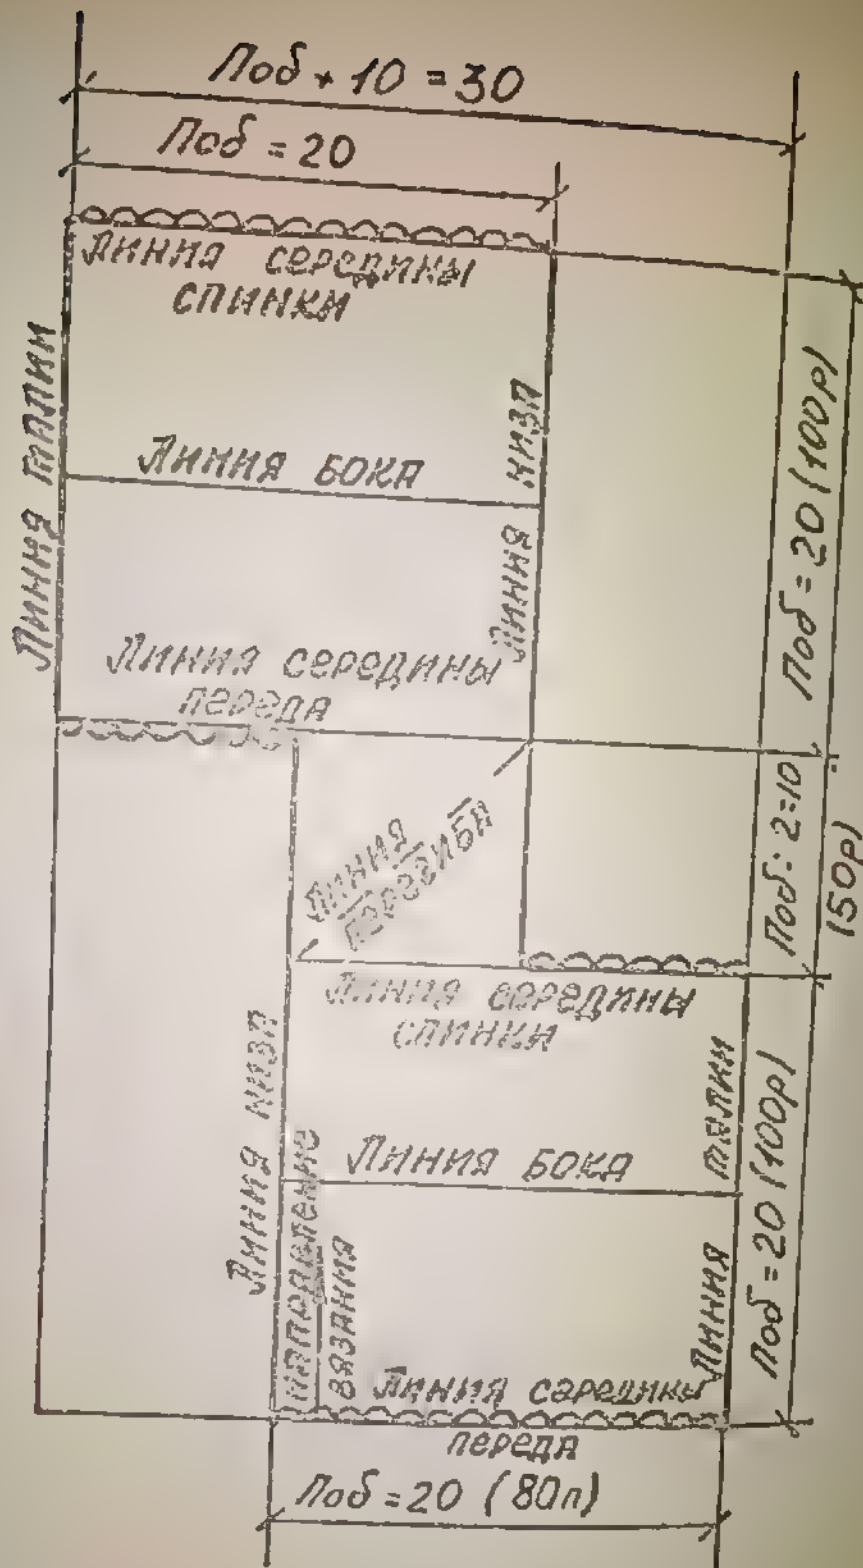 Поб + 10 = 30
Поб = 20
Линия середины
спинки
Линия талии
Линия бока
Линия низа
Поб = 20 (100р)
Линия середины
переда
Линия
перегиба
Поб : 2 = 10
(50р)
Линия середины
спинки
Линия низа
Линия бока
Линия талии
направление
вязания
Поб = 20 (100р)
Линия середины
переда
Поб = 20 (80п)